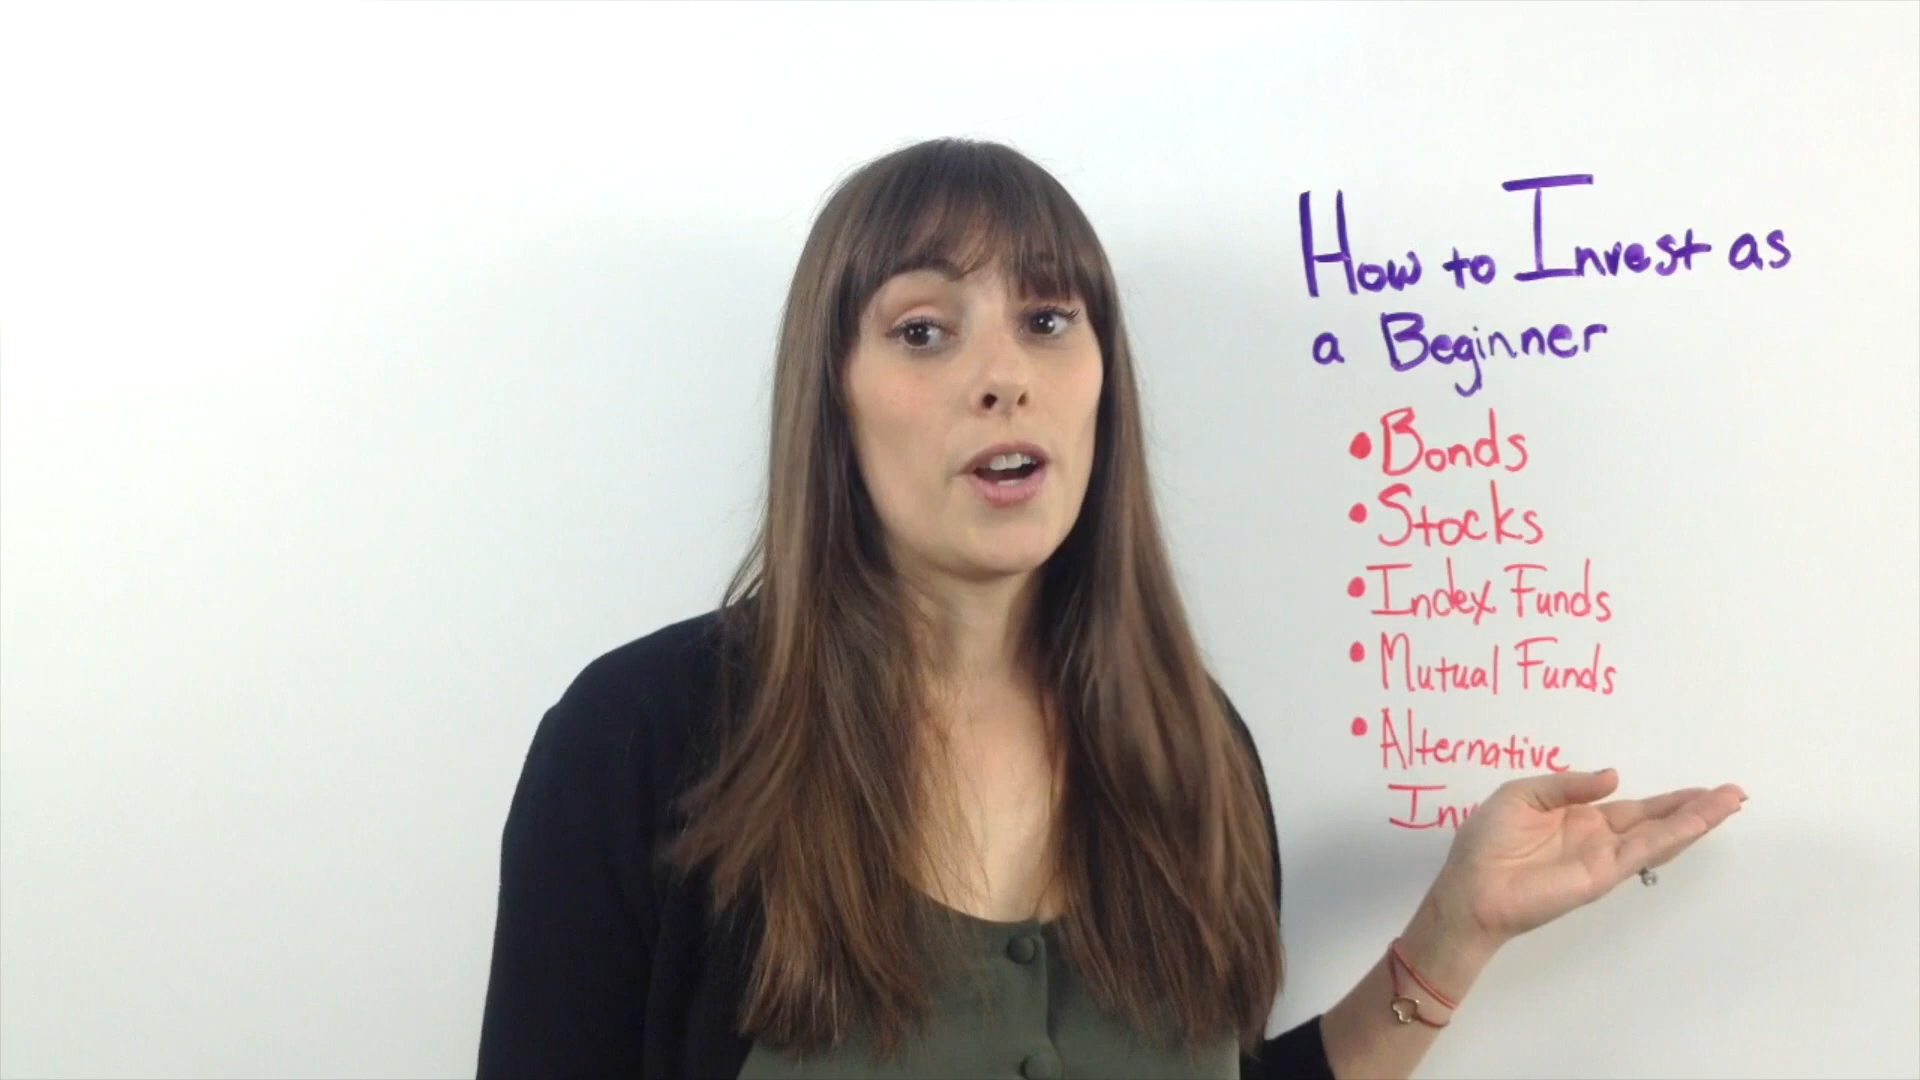 How to Invest as
a Beginner
• Bonds
• Stocks
• Index Funds
• Mutual Funds
• Alternative